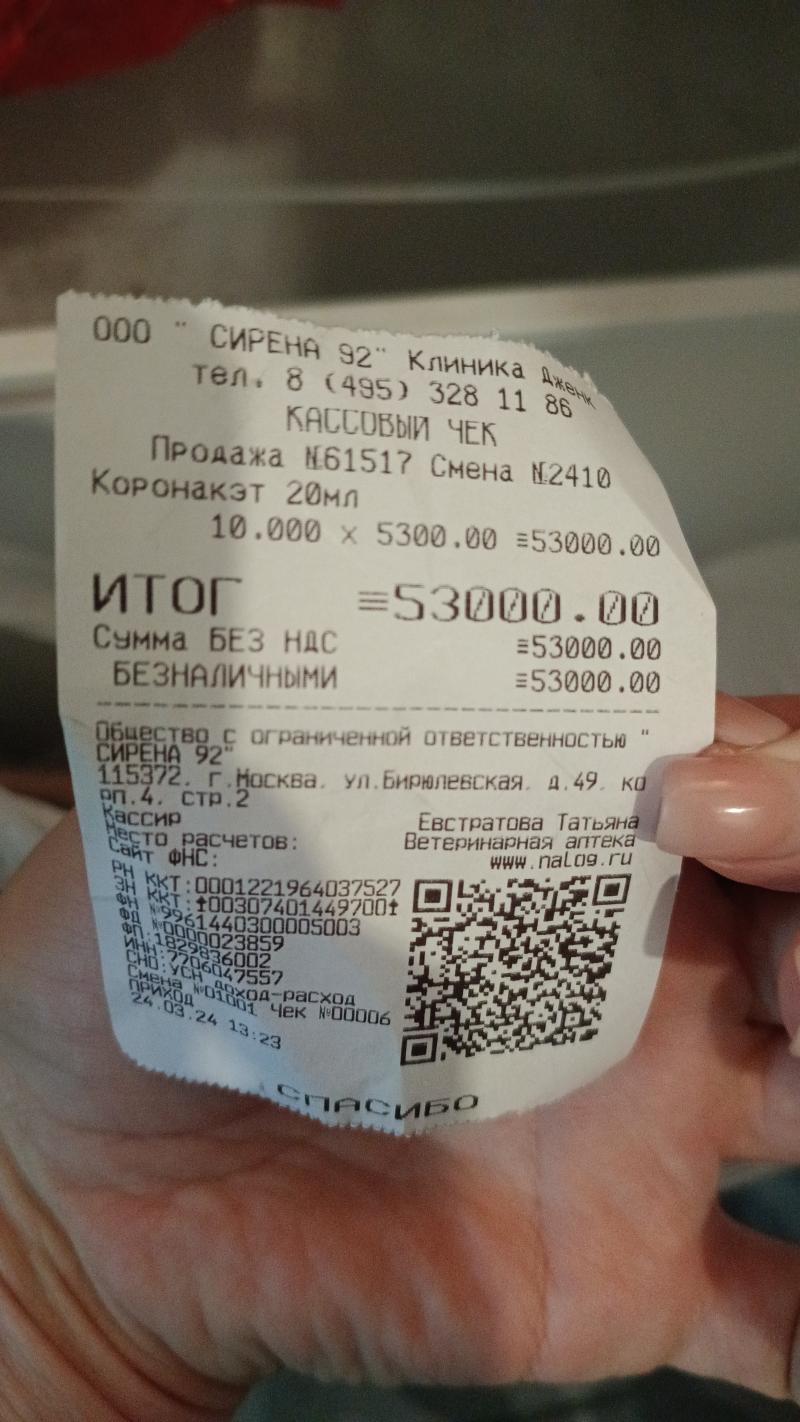 ООО " СИРЕНА 92" Клиника Дженк
тел. 8 (495) 328 11 86
КАССОВЫЙ ЧЕК
Продажа №61517 Смена №2410
Коронакэт 20мл
10.000 x 5300.00 ≡53000.00
ИТОГ ≡53000.00
Сумма БЕЗ НДС ≡53000.00
БЕЗНАЛИЧНЫМИ ≡53000.00
Общество с ограниченной ответственностью "
СИРЕНА 92"
115372, г.Москва, ул.Бирюлевская, д.49, ко
рп.4, стр.2
Кассир Евстратова Татьяна
Место расчетов: Ветеринарная аптека
Сайт ФНС: www.nalog.ru
РН ККТ:0001221964037527
ЗН ККТ:↑00307401449700↑
ФН №9961440300005003
ФД №0000023859
ФП:1829836002
ИНН:7706047557
СНО:УСН доход-расход
Смена №01001 Чек №00006
ПРИХОД
24.03.24 13:23
СПАСИБО